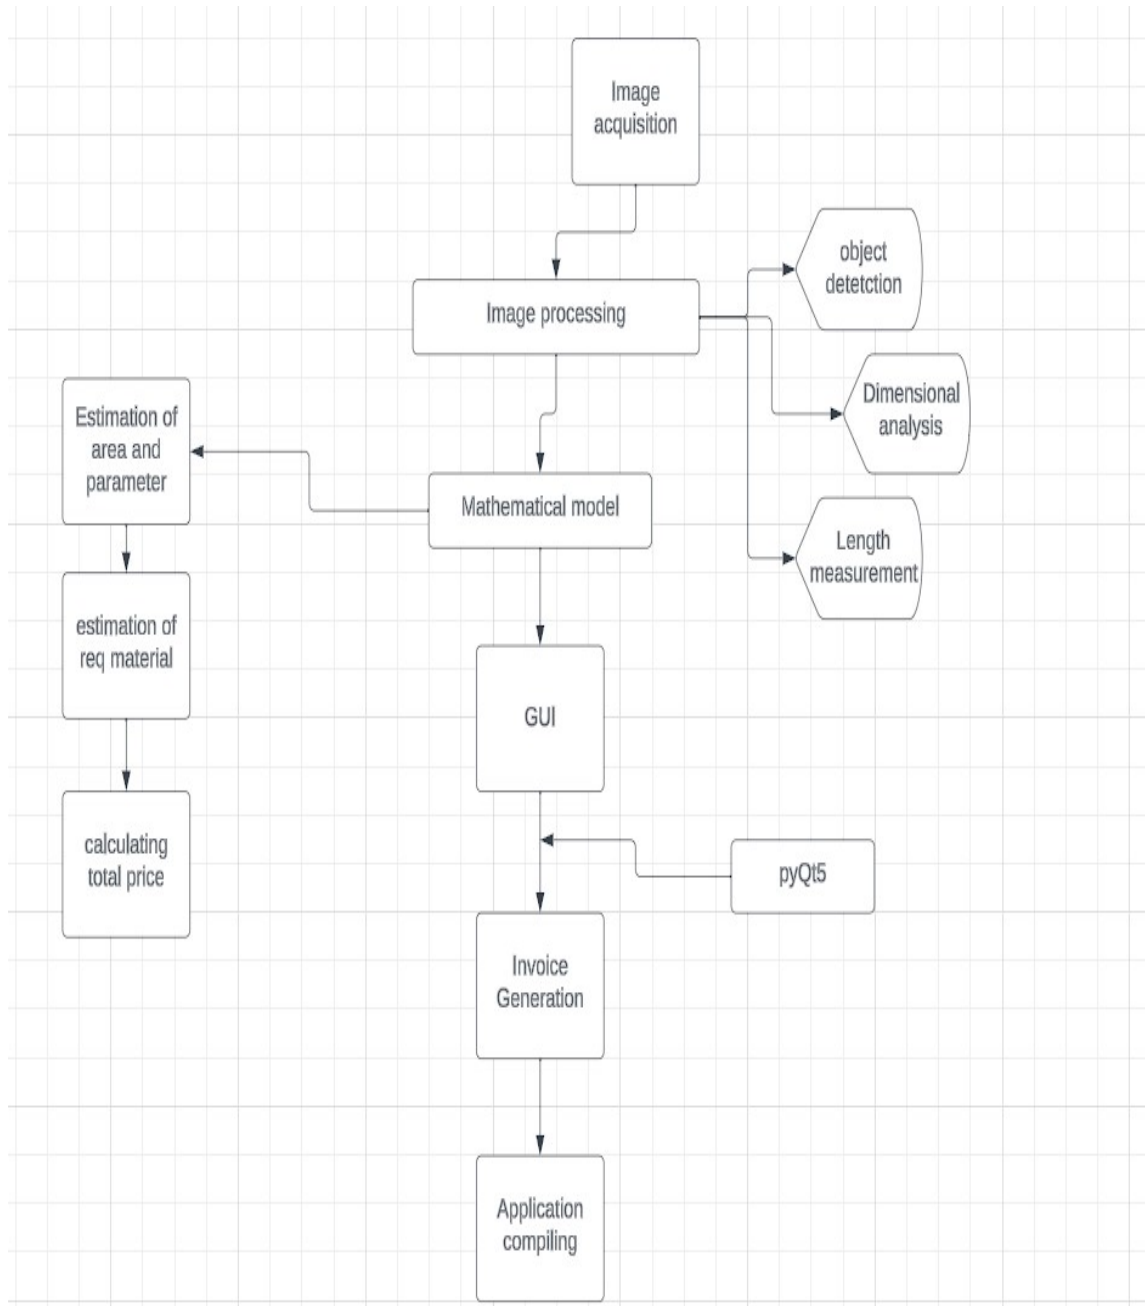 Image
acquisition
object
detetction
Image processing
Dimensional
analysis
Estimation of
area and
parameter
Mathematical model
Length
measurement
estimation of
req material
GUI
calculating
total price
pyQt5
Invoice
Generation
Application
compiling